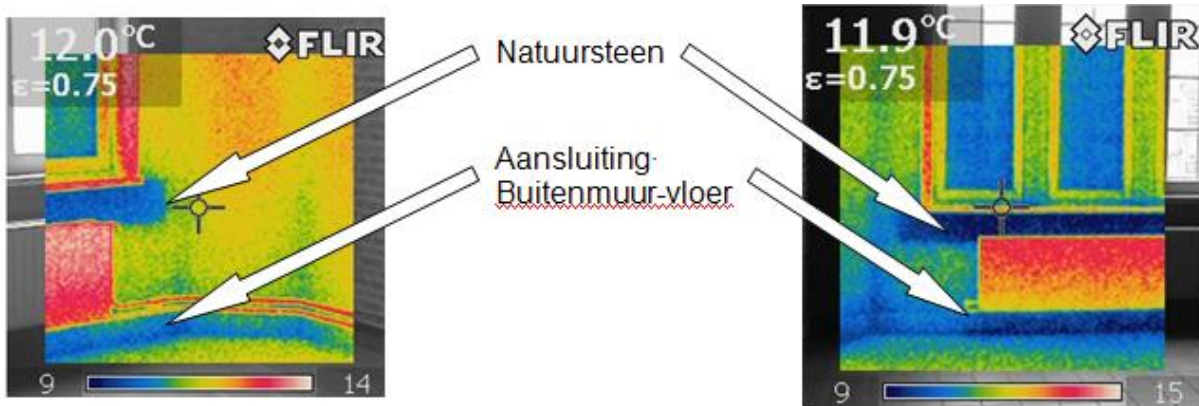 12.0°C
FLIR
ε=0.75
9
14
Natuursteen
Aansluiting
Buitenmuur-vloer
11.9°C
FLIR
ε=0.75
9
15